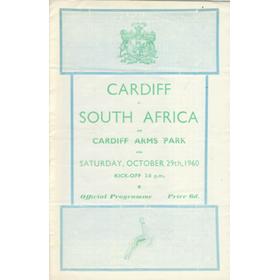 CARDIFF
v
SOUTH AFRICA
AT
CARDIFF ARMS PARK
ON
SATURDAY, OCTOBER 29th, 1960
KICK-OFF 3.0 p.m.
Official Programme Price 6d.